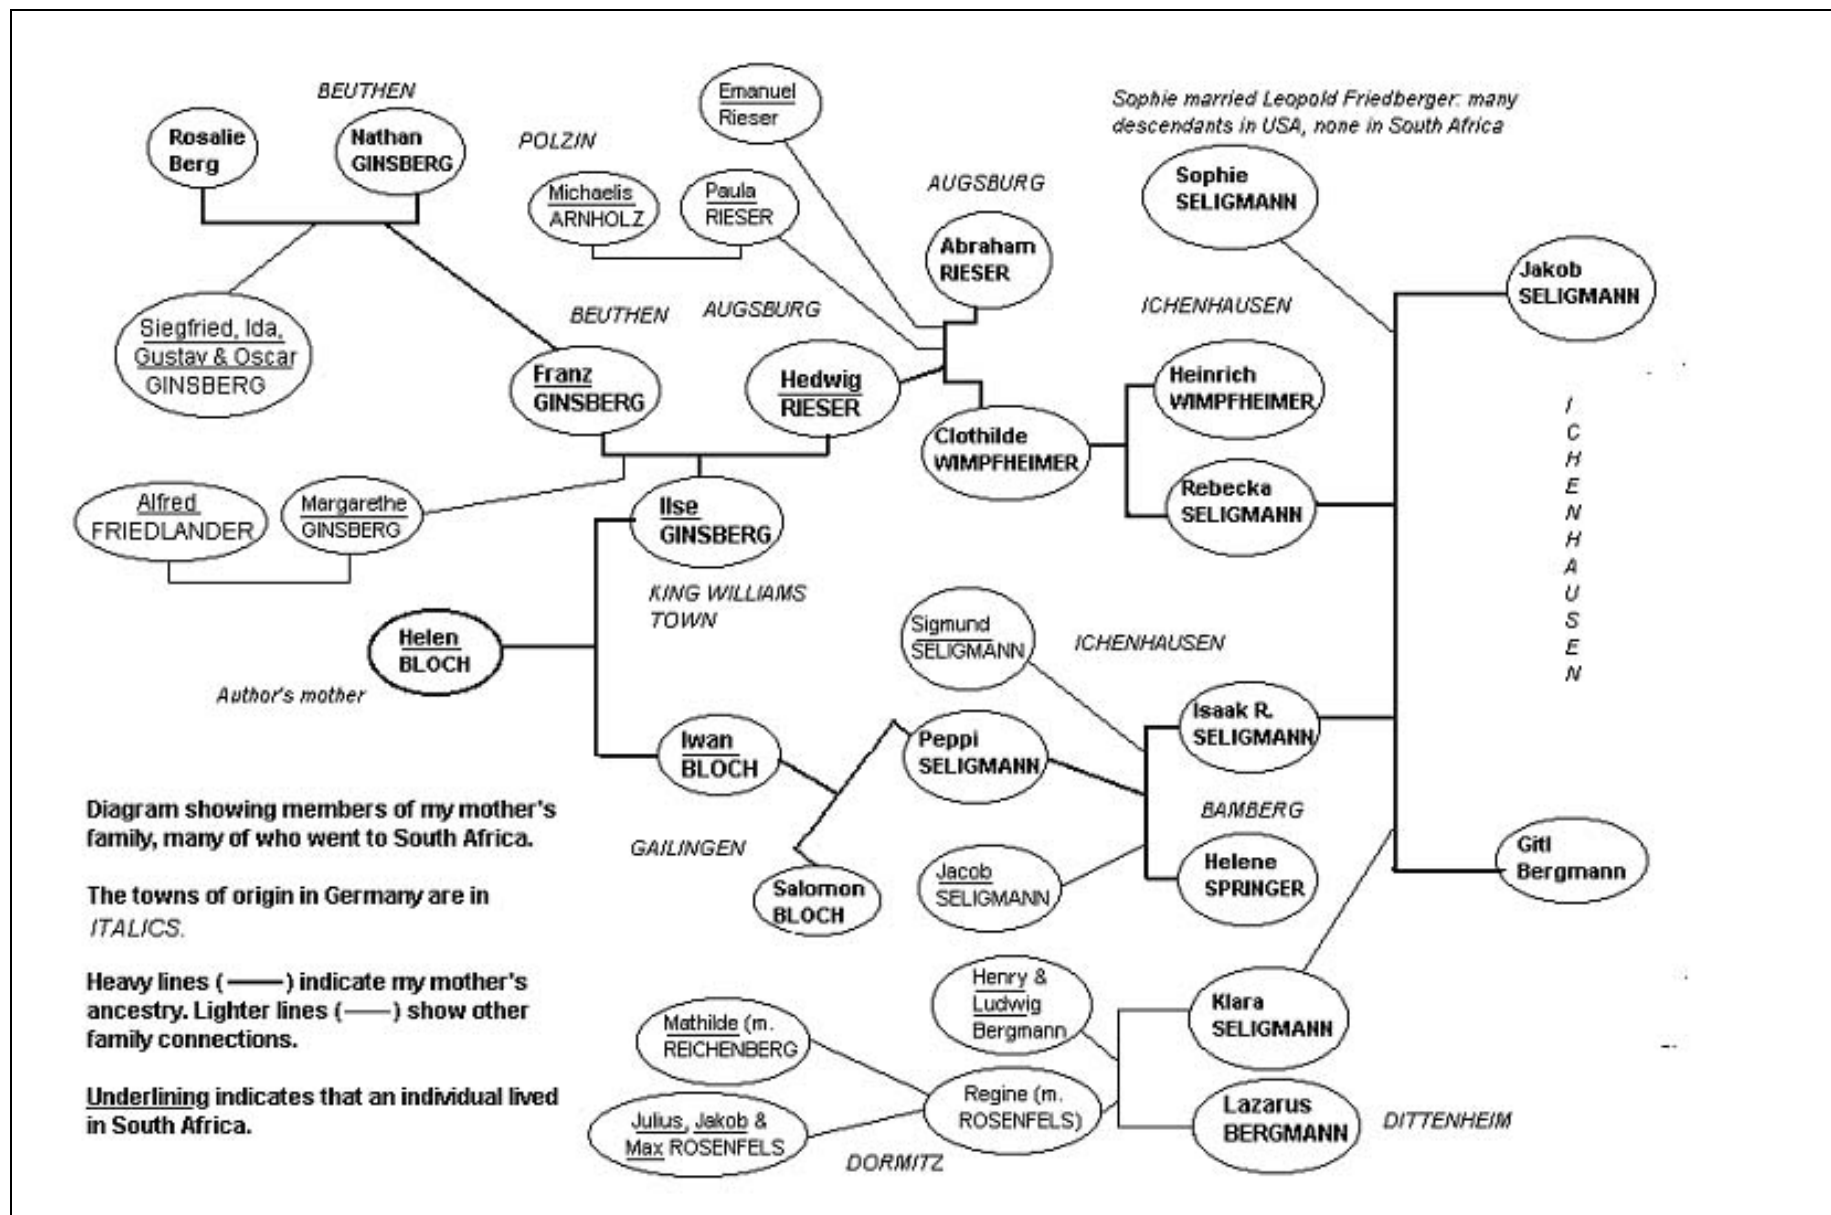 BEUTHEN
Rosalie
Berg
Nathan
GINSBERG
POLZIN
Emanuel
Rieser
Michaelis
ARNHOLZ
Paula
RIESER
AUGSBURG
Abraham
RIESER
Sophie married Leopold Friedberger: many
descendants in USA, none in South Africa
Sophie
SELIGMANN
Jakob
SELIGMANN
Siegfried, Ida,
Gustav & Oscar
GINSBERG
BEUTHEN
AUGSBURG
ICHENHAUSEN
Franz
GINSBERG
Hedwig
RIESER
Heinrich
WIMPFHEIMER
Clothilde
WIMPFHEIMER
Rebecka
SELIGMANN
I
C
H
E
N
H
A
U
S
E
N
Alfred
FRIEDLANDER
Margarethe
GINSBERG
Ilse
GINSBERG
KING WILLIAMS
TOWN
Helen
BLOCH
Author's mother
Sigmund
SELIGMANN
ICHENHAUSEN
Isaak R.
SELIGMANN
Iwan
BLOCH
Peppi
SELIGMANN
BAMBERG
GAILINGEN
Salomon
BLOCH
Jacob
SELIGMANN
Helene
SPRINGER
Gitl
Bergmann
Diagram showing members of my mother's
family, many of who went to South Africa.
The towns of origin in Germany are in
ITALICS.
Heavy lines (——) indicate my mother's
ancestry. Lighter lines (——) show other
family connections.
Underlining indicates that an individual lived
in South Africa.
Henry &
Ludwig
Bergmann
Klara
SELIGMANN
Mathilde (m.
REICHENBERG
Regine (m.
ROSENFELS)
Julius, Jakob &
Max ROSENFELS
Lazarus
BERGMANN
DITTENHEIM
DORMITZ